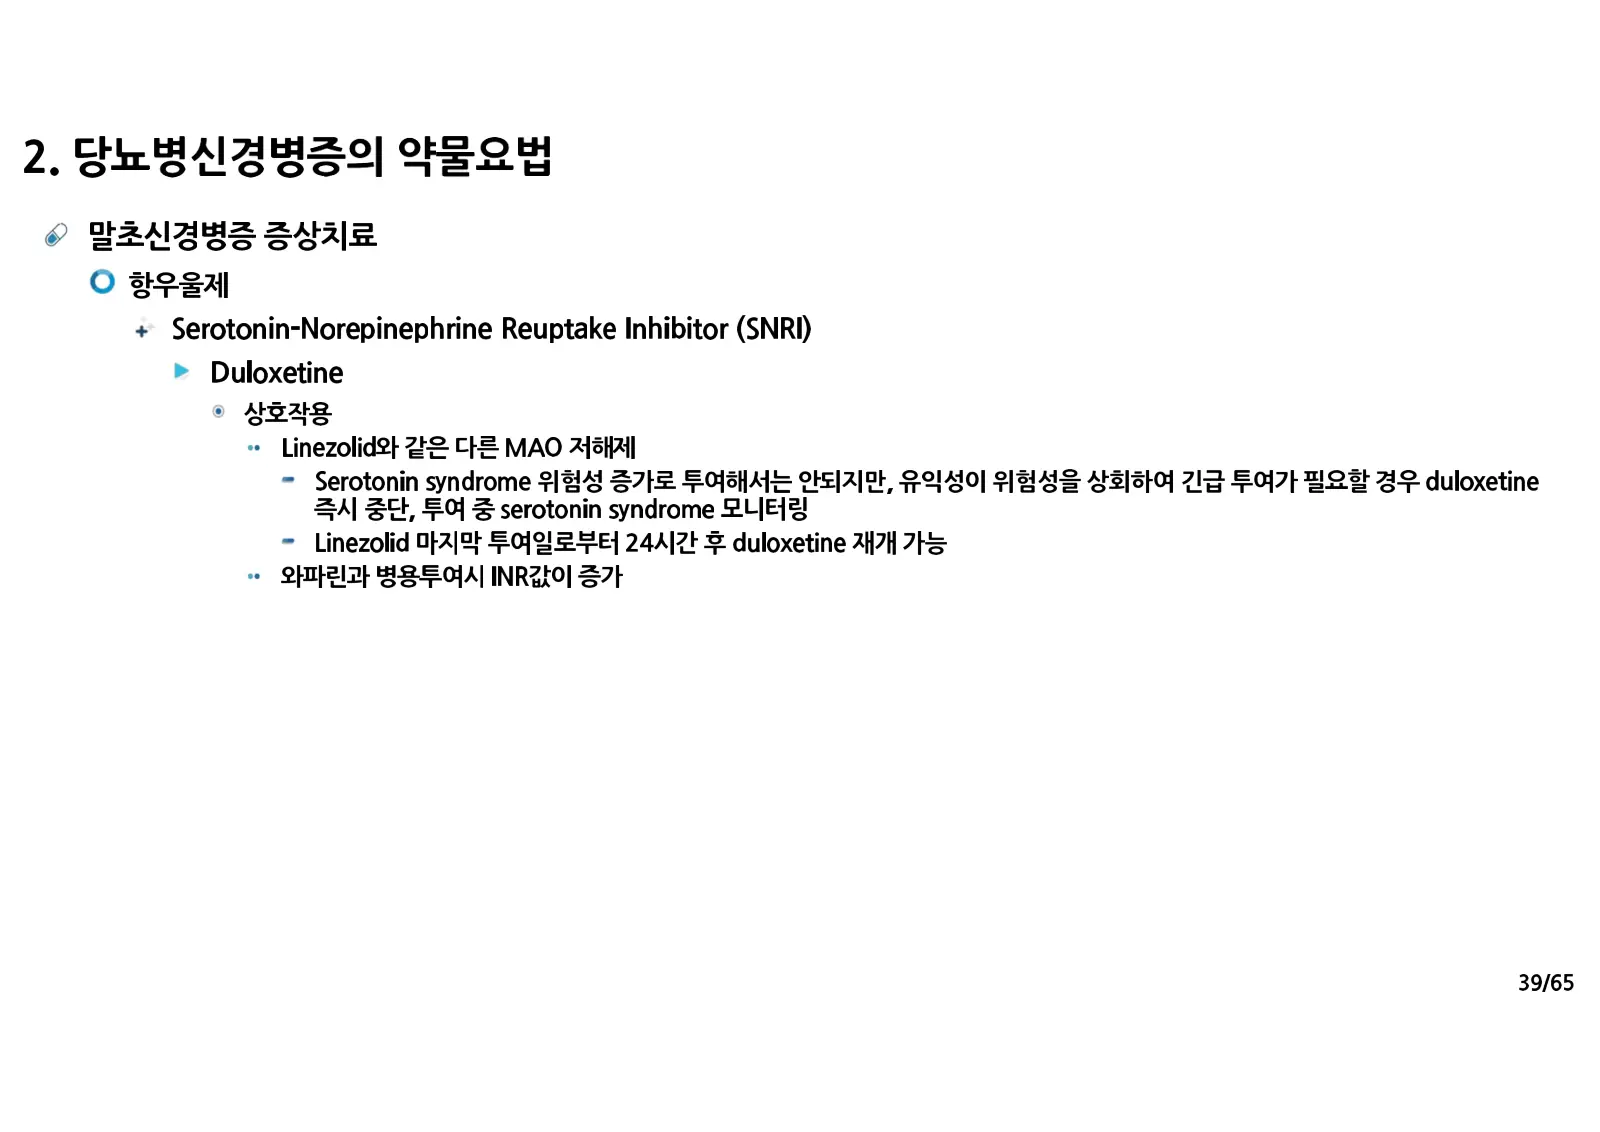 2. 당뇨병신경병증의 약물요법
말초신경병증 증상치료
항우울제
Serotonin-Norepinephrine Reuptake Inhibitor (SNRI)
Duloxetine
상호작용
Linezolid와 같은 다른 MAO 저해제
Serotonin syndrome 위험성 증가로 투여해서는 안되지만, 유익성이 위험성을 상회하여 긴급 투여가 필요할 경우 duloxetine
즉시 중단, 투여 중 serotonin syndrome 모니터링
Linezolid 마지막 투여일로부터 24시간 후 duloxetine 재개 가능
와파린과 병용투여시 INR값이 증가
39/65